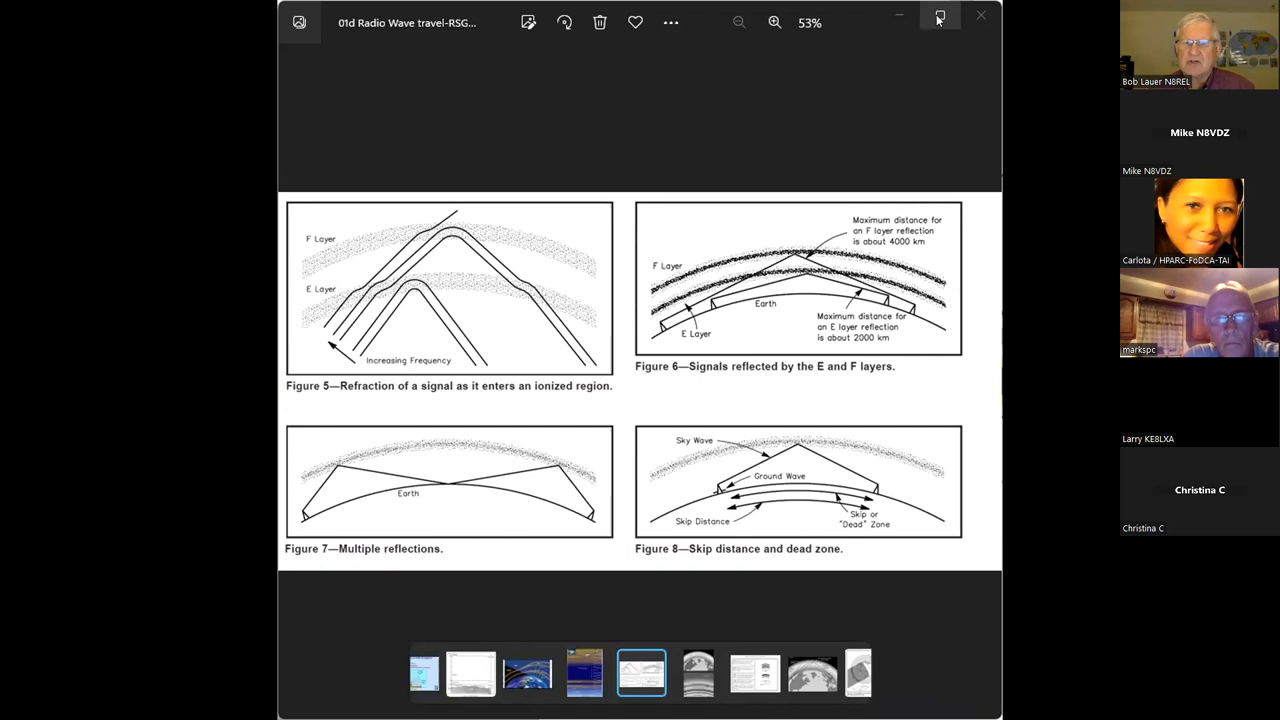 01d Radio Wave travel-RSG...
53%
F Layer
E Layer
Increasing Frequency
Figure 5—Refraction of a signal as it enters an ionized region.
Maximum distance for
an F layer reflection
is about 4000 km
F Layer
Earth
E Layer
Maximum distance for
an E layer reflection
is about 2000 km
Figure 6—Signals reflected by the E and F layers.
Earth
Figure 7—Multiple reflections.
Sky Wave
Ground Wave
Skip Distance
Skip or
"Dead" Zone
Figure 8—Skip distance and dead zone.
Bob Lauer N8REL
Mike N8VDZ
Mike N8VDZ
Carlota / HPARC-FoDCA-TAI
markspc
Larry KE8LXA
Christina C
Christina C